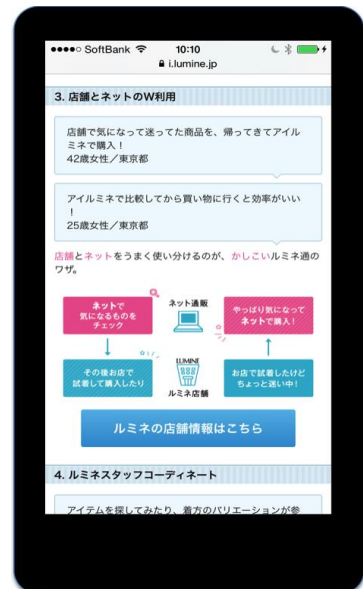 SoftBank 10:10
i.lumine.jp
3. 店舗とネットのW利用
店舗で気になって迷ってた商品を、帰ってきてアイル
ミネで購入！
42歳女性／東京都
アイルミネで比較してから買い物に行くと効率がいい
！
25歳女性／東京都
店舗とネットをうまく使い分けるのが、かしこいルミネ通の
ワザ。
ネットで
気になるものを
チェック
ネット通販
やっぱり気になって
ネットで購入！
その後お店で
試着して購入したり
LUMINE
ルミネ店舗
お店で試着したけど
ちょっと迷い中！
ルミネの店舗情報はこちら
4. ルミネスタッフコーディネート
アイテムを探してみたり、着方のバリエーションが参